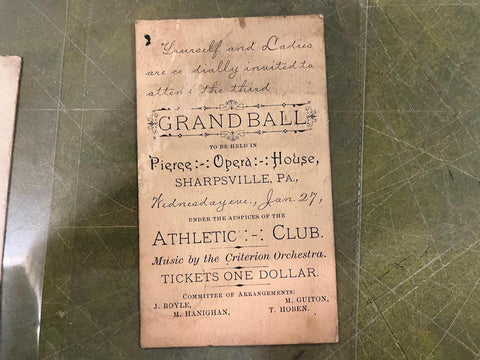 Yourself and Ladies
are cordially invited to
attend the third
GRAND BALL
TO BE HELD IN
Pierce :-: Opera :-: House,
SHARPSVILLE, PA.,
Wednesday eve., Jan. 27,
UNDER THE AUSPICES OF THE
ATHLETIC :-: CLUB.
Music by the Criterion Orchestra.
TICKETS ONE DOLLAR.
COMMITTEE OF ARRANGEMENTS:
J. BOYLE, M. GUITON,
M. HANIGHAN, T. HOBEN.